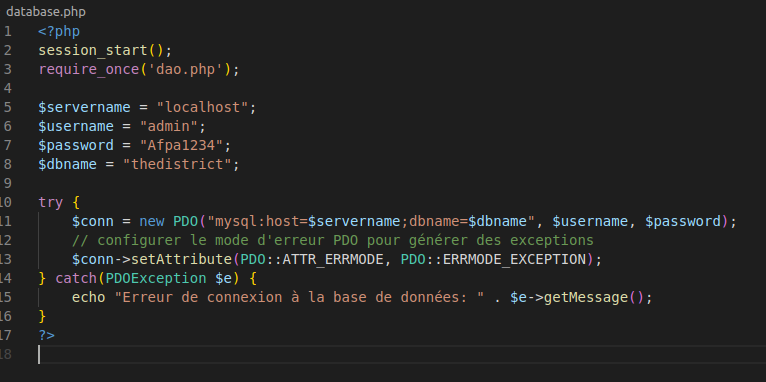 database.php
1 <?php
2 session_start();
3 require_once('dao.php');
4
5 $servername = "localhost";
6 $username = "admin";
7 $password = "Afpa1234";
8 $dbname = "thedistrict";
9
10 try {
11     $conn = new PDO("mysql:host=$servername;dbname=$dbname", $username, $password);
12     // configurer le mode d'erreur PDO pour générer des exceptions
13     $conn->setAttribute(PDO::ATTR_ERRMODE, PDO::ERRMODE_EXCEPTION);
14 } catch(PDOException $e) {
15     echo "Erreur de connexion à la base de données: " . $e->getMessage();
16 }
17 ?>
18